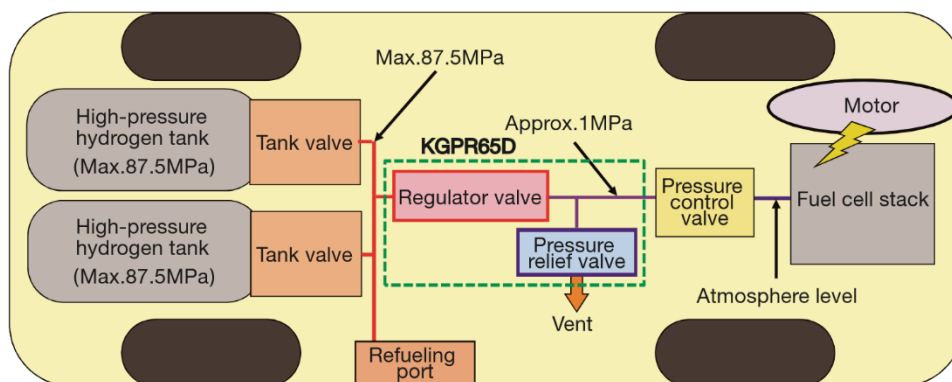 Max.87.5MPa
High-pressure
hydrogen tank
(Max.87.5MPa)
Tank valve
Motor
Approx.1MPa
KGPR65D
Regulator valve
Pressure
control
valve
Fuel cell stack
High-pressure
hydrogen tank
(Max.87.5MPa)
Tank valve
Pressure
relief valve
Atmosphere level
Vent
Refueling
port